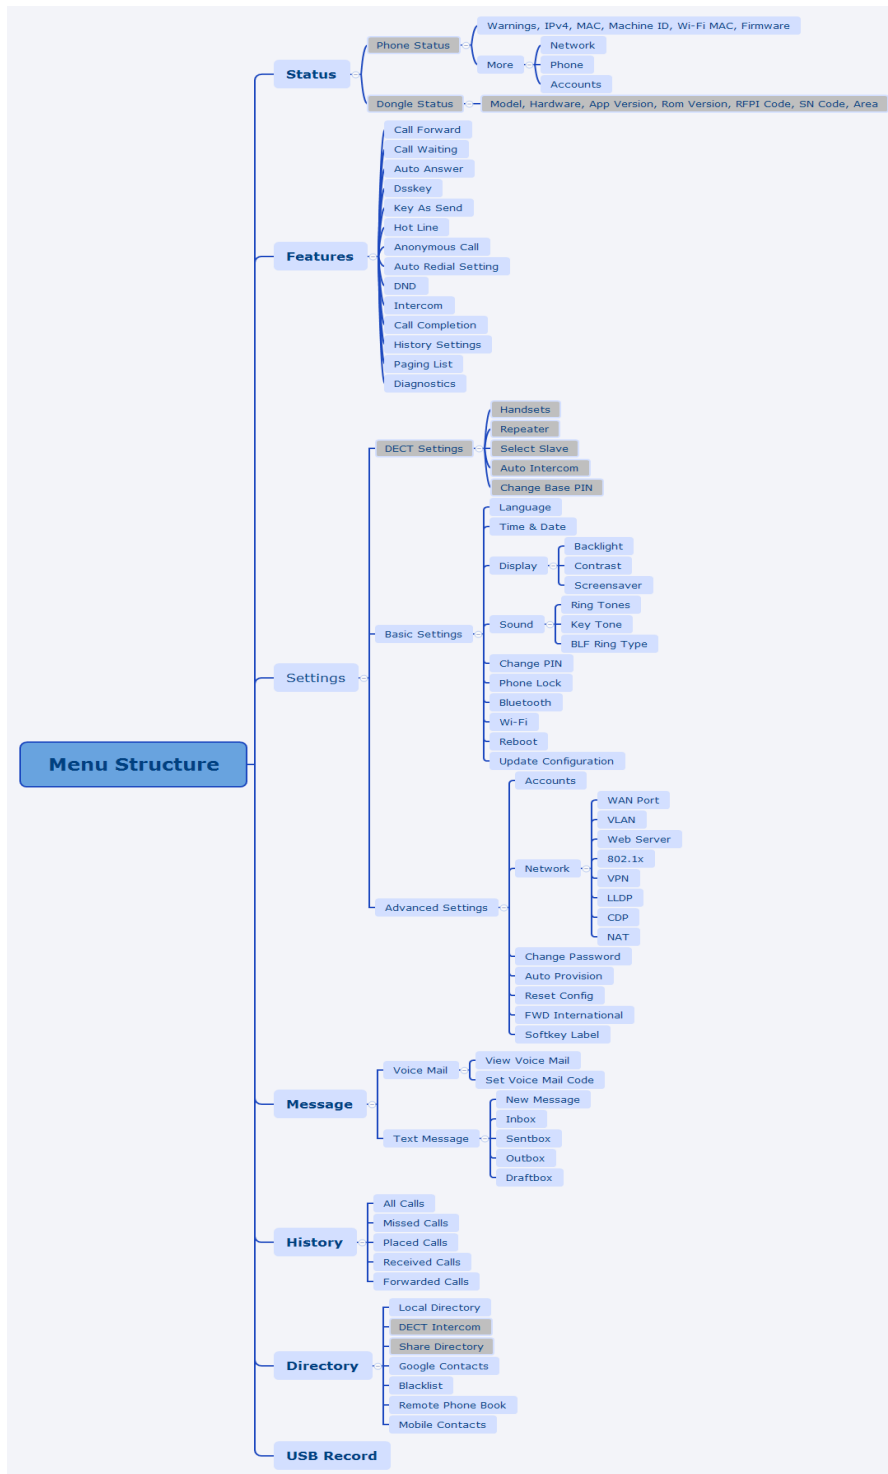 Menu Structure
Status
Phone Status
Warnings, IPv4, MAC, Machine ID, Wi-Fi MAC, Firmware
More
Network
Phone
Accounts
Dongle Status
Model, Hardware, App Version, Rom Version, RFPI Code, SN Code, Area
Features
Call Forward
Call Waiting
Auto Answer
Dsskey
Key As Send
Hot Line
Anonymous Call
Auto Redial Setting
DND
Intercom
Call Completion
History Settings
Paging List
Diagnostics
Settings
DECT Settings
Handsets
Repeater
Select Slave
Auto Intercom
Change Base PIN
Basic Settings
Language
Time & Date
Display
Backlight
Contrast
Screensaver
Sound
Ring Tones
Key Tone
BLF Ring Type
Change PIN
Phone Lock
Bluetooth
Wi-Fi
Reboot
Update Configuration
Advanced Settings
Accounts
Network
WAN Port
VLAN
Web Server
802.1x
VPN
LLDP
CDP
NAT
Change Password
Auto Provision
Reset Config
FWD International
Softkey Label
Message
Voice Mail
View Voice Mail
Set Voice Mail Code
Text Message
New Message
Inbox
Sentbox
Outbox
Draftbox
History
All Calls
Missed Calls
Placed Calls
Received Calls
Forwarded Calls
Directory
Local Directory
DECT Intercom
Share Directory
Google Contacts
Blacklist
Remote Phone Book
Mobile Contacts
USB Record